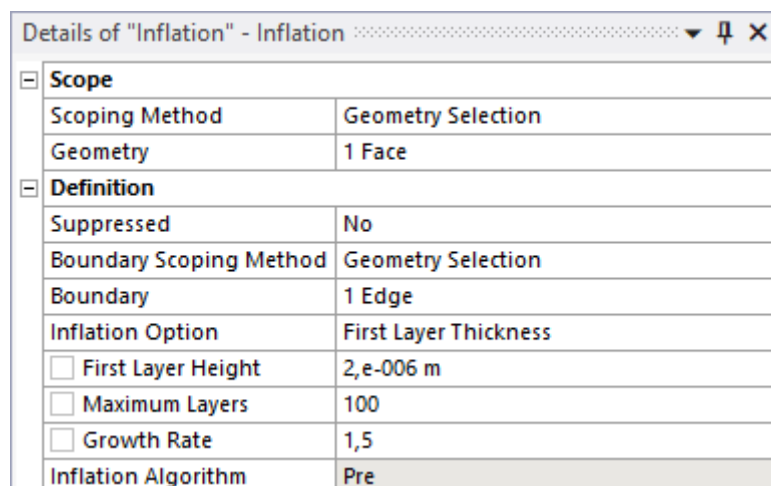 Details of "Inflation" - Inflation
Scope
Scoping Method Geometry Selection
Geometry 1 Face
Definition
Suppressed No
Boundary Scoping Method Geometry Selection
Boundary 1 Edge
Inflation Option First Layer Thickness
First Layer Height 2,e-006 m
Maximum Layers 100
Growth Rate 1,5
Inflation Algorithm Pre